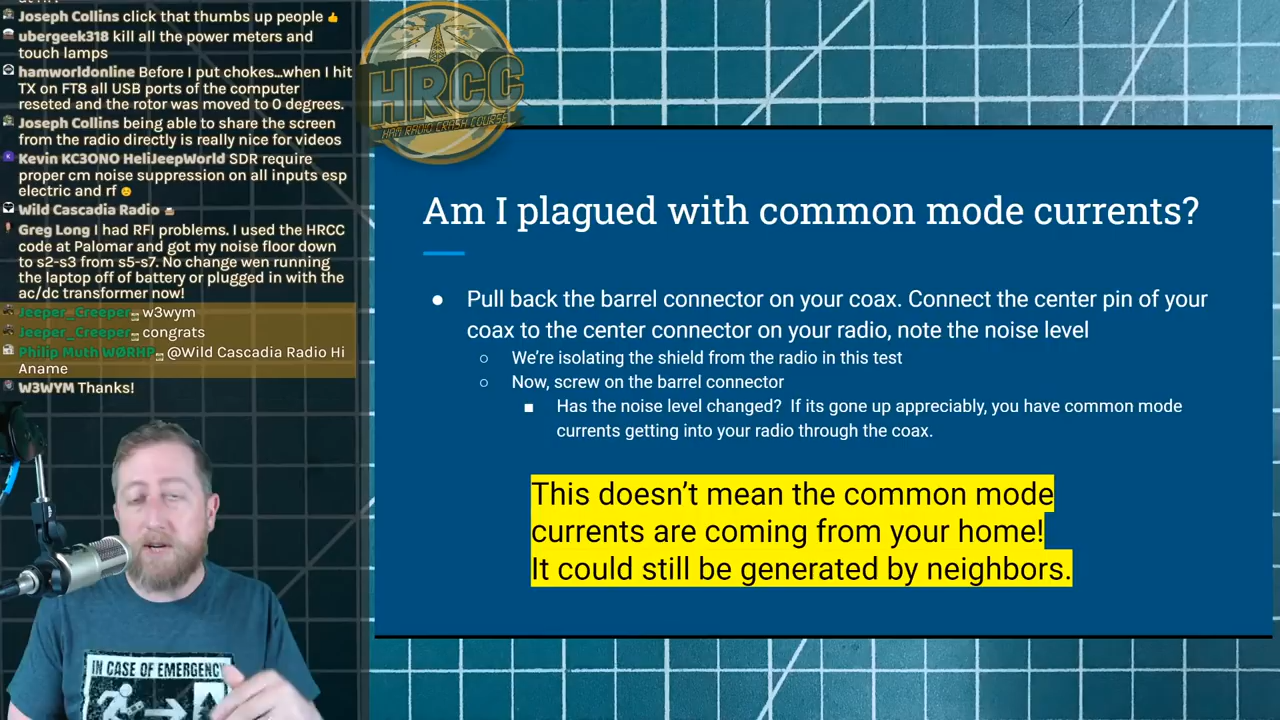 Joseph Collins click that thumbs up people
ubergeek318 kill all the power meters and
touch lamps
hamworldonline Before I put chokes...when I hit
TX on FT8 all USB ports of the computer
reseted and the rotor was moved to 0 degrees.
Joseph Collins being able to share the screen
from the radio directly is really nice for videos
Kevin KC3ONO HeliJeepWorld SDR require
proper cm noise suppression on all inputs esp
electric and rf
Wild Cascadia Radio
Greg Long I had RFI problems. I used the HRCC
code at Palomar and got my noise floor down
to s2-s3 from s5-s7. No change wen running
the laptop off of battery or plugged in with the
ac/dc transformer now!
Jeeper_Creeper w3wym
Jeeper_Creeper congrats
Philip Muth WØRHP @Wild Cascadia Radio Hi
Aname
W3WYM Thanks!
HRCC
HAM RADIO CRASH COURSE
Am I plagued with common mode currents?
Pull back the barrel connector on your coax. Connect the center pin of your
coax to the center connector on your radio, note the noise level
We're isolating the shield from the radio in this test
Now, screw on the barrel connector
Has the noise level changed? If its gone up appreciably, you have common mode
currents getting into your radio through the coax.
This doesn't mean the common mode
currents are coming from your home!
It could still be generated by neighbors.
IN CASE OF EMERGENCY